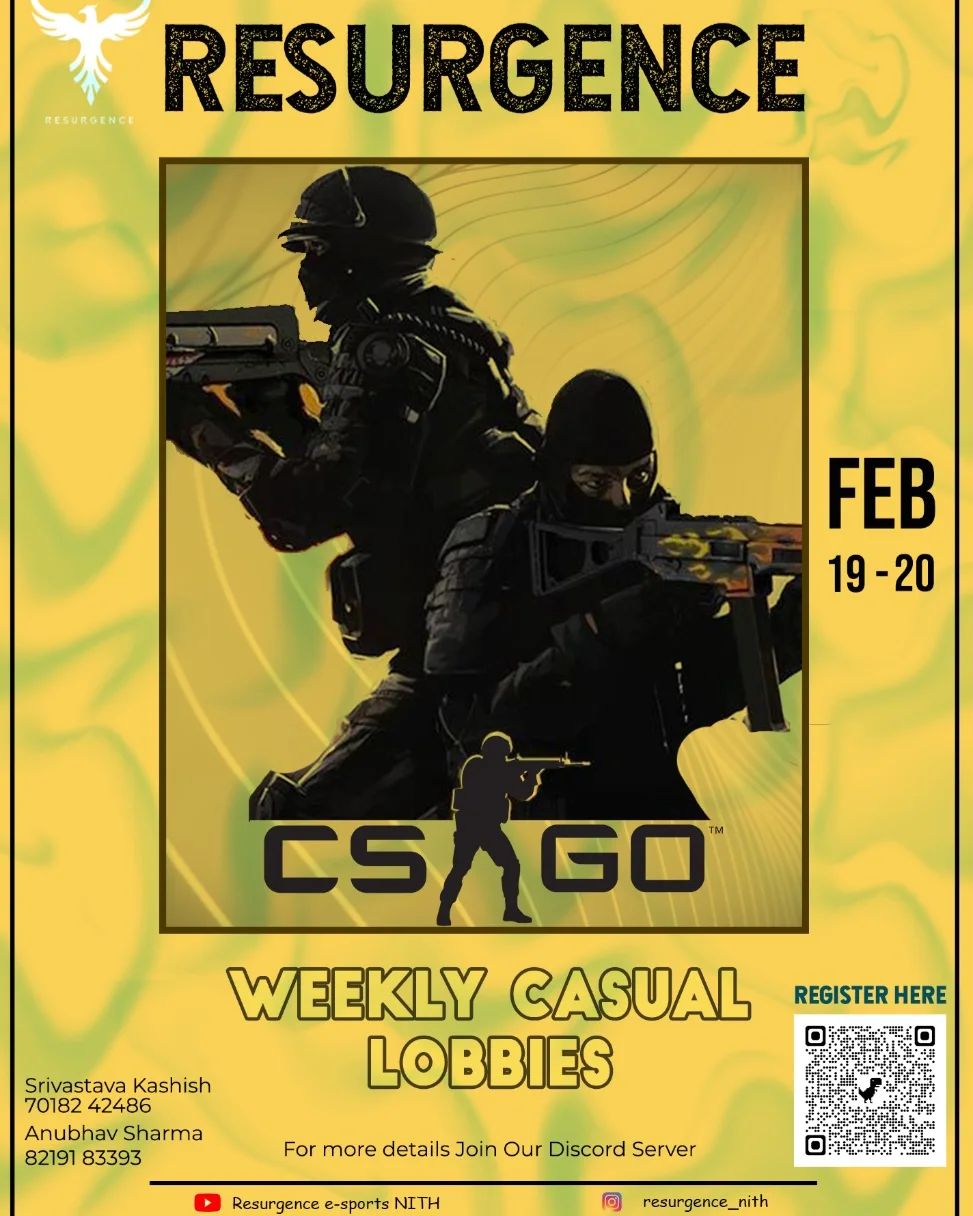 RESURGENCE
RESURGENCE
FEB
19 - 20
CS GO™
WEEKLY CASUAL
LOBBIES
REGISTER HERE
Srivastava Kashish
70182 42486
Anubhav Sharma
82191 83393
For more details Join Our Discord Server
Resurgence e-sports NITH
resurgence_nith